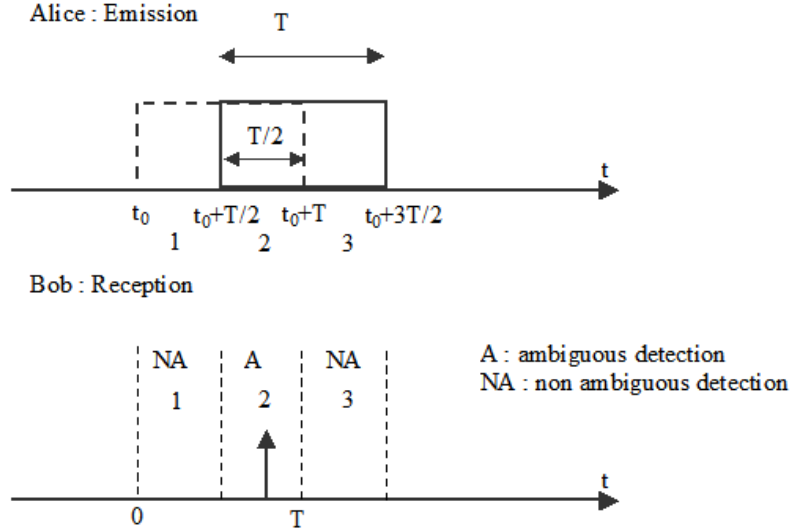 Alice : Emission
T
T/2
t
t₀ t₀+T/2 t₀+T t₀+3T/2
1 2 3
Bob : Reception
NA A NA
1 2 3
A : ambiguous detection
NA : non ambiguous detection
t
0 T